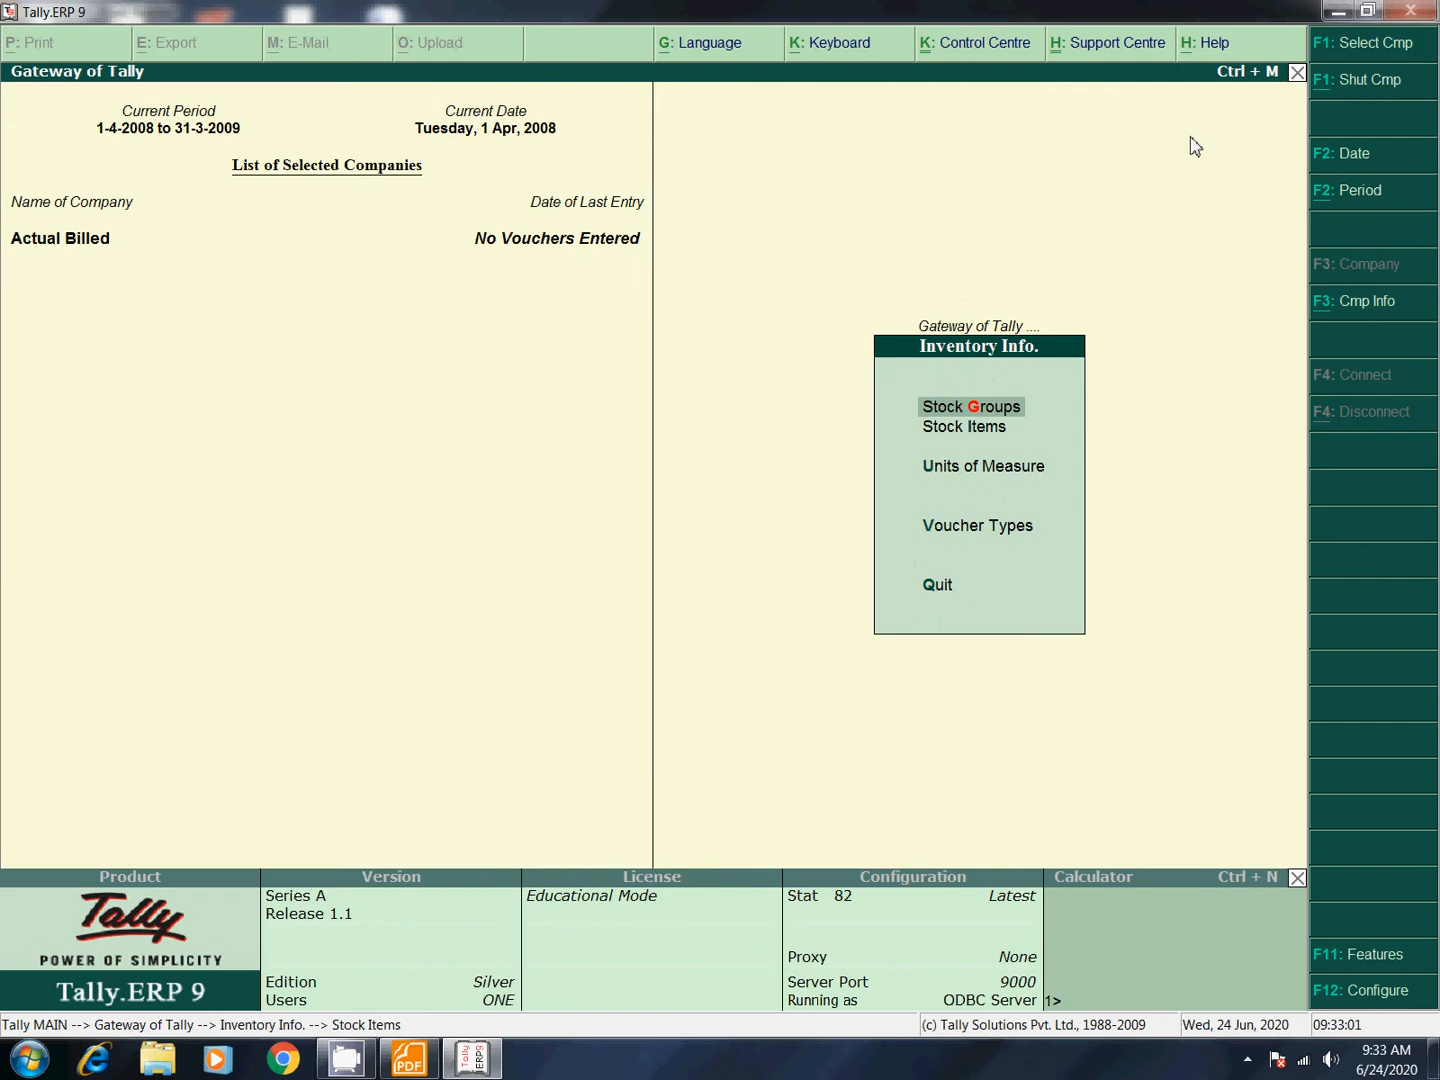 Tally.ERP 9
P: Print
E: Export
M: E-Mail
O: Upload
G: Language
K: Keyboard
K: Control Centre
H: Support Centre
H: Help
F1: Select Cmp
Gateway of Tally
Ctrl + M
F1: Shut Cmp
Current Period
Current Date
1-4-2008 to 31-3-2009
Tuesday, 1 Apr, 2008
List of Selected Companies
F2: Date
Name of Company
Date of Last Entry
F2: Period
Actual Billed
No Vouchers Entered
F3: Company
F3: Cmp Info
Gateway of Tally ....
Inventory Info.
Stock Groups
Stock Items
Units of Measure
Voucher Types
Quit
F4: Connect
F4: Disconnect
Product
Version
License
Configuration
Calculator
Ctrl + N
Tally
POWER OF SIMPLICITY
Tally.ERP 9
Series A
Release 1.1
Edition
Silver
Users
ONE
Educational Mode
Stat 82
Latest
Proxy
None
Server Port
9000
Running as
ODBC Server
1>
F11: Features
F12: Configure
Tally MAIN --> Gateway of Tally --> Inventory Info. --> Stock Items
(c) Tally Solutions Pvt. Ltd., 1988-2009
Wed, 24 Jun, 2020
09:33:01
PDF
Tally
ERP9
9:33 AM
6/24/2020